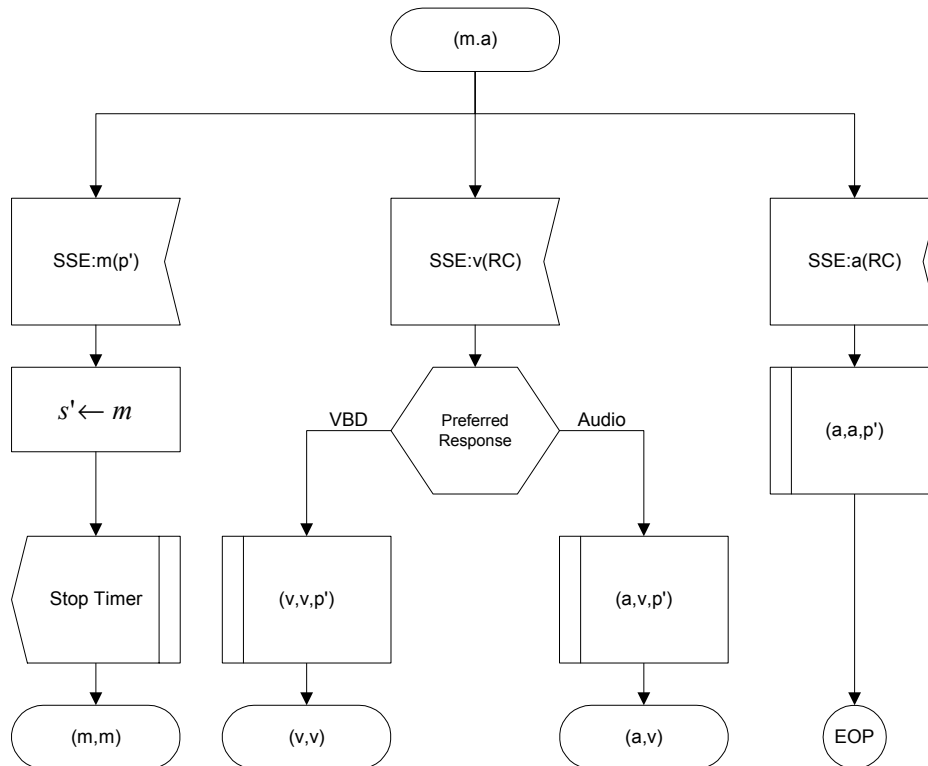 (m.a)
SSE:m(p')
SSE:v(RC)
SSE:a(RC)
s'← m
VBD
Preferred
Response
Audio
(a,a,p')
Stop Timer
(v,v,p')
(a,v,p')
(m,m)
(v,v)
(a,v)
EOP